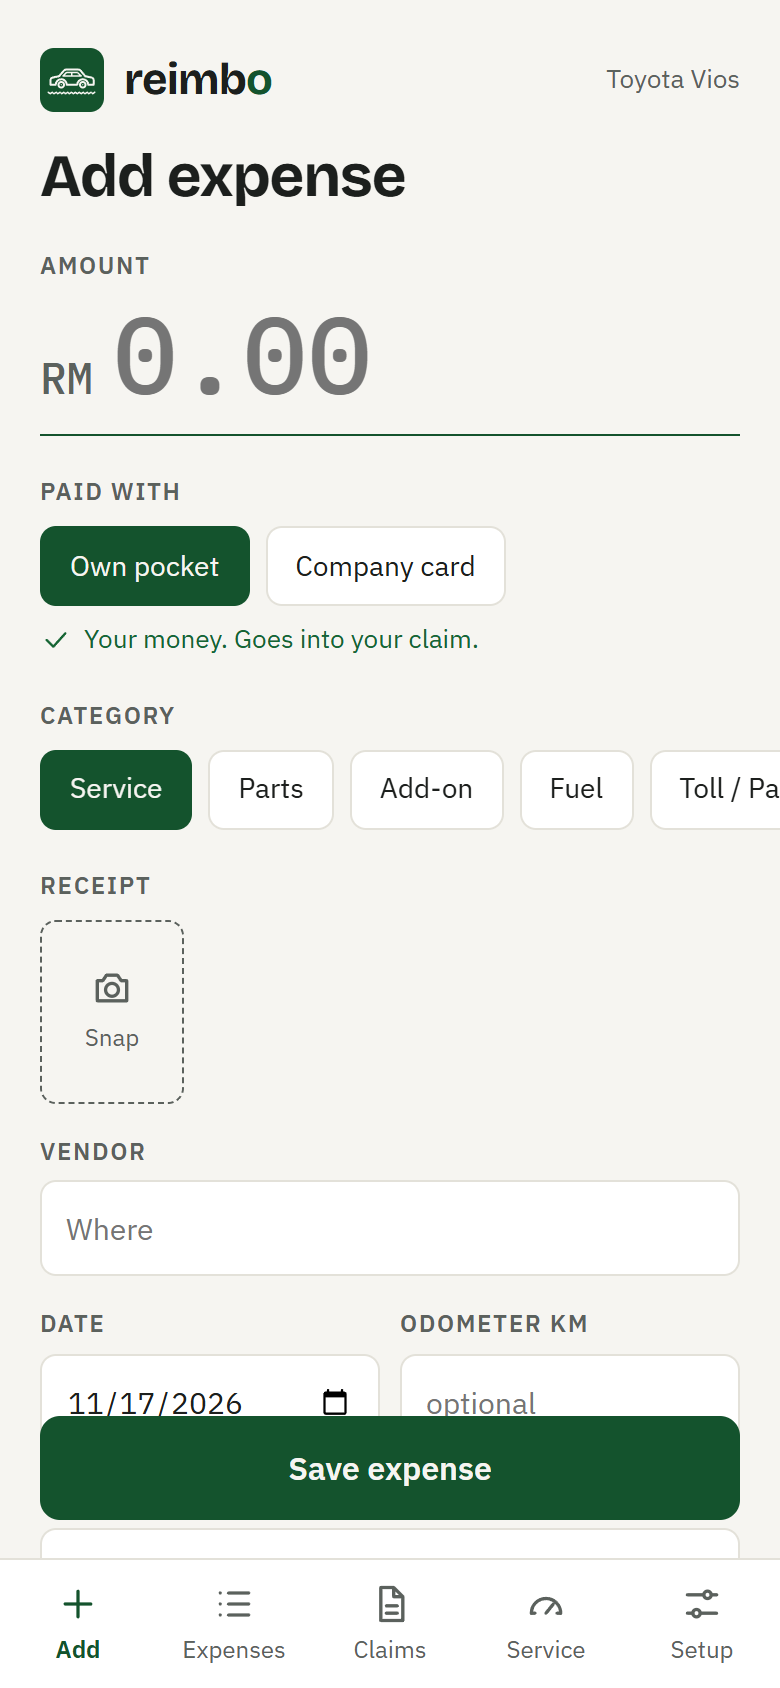 reimbo
Toyota Vios
Add expense
AMOUNT
RM 0.00
PAID WITH
Own pocket
Company card
Your money. Goes into your claim.
CATEGORY
Service
Parts
Add-on
Fuel
Toll / Pa
RECEIPT
Snap
VENDOR
Where
DATE
ODOMETER KM
11/17/2026
optional
Save expense
Add
Expenses
Claims
Service
Setup